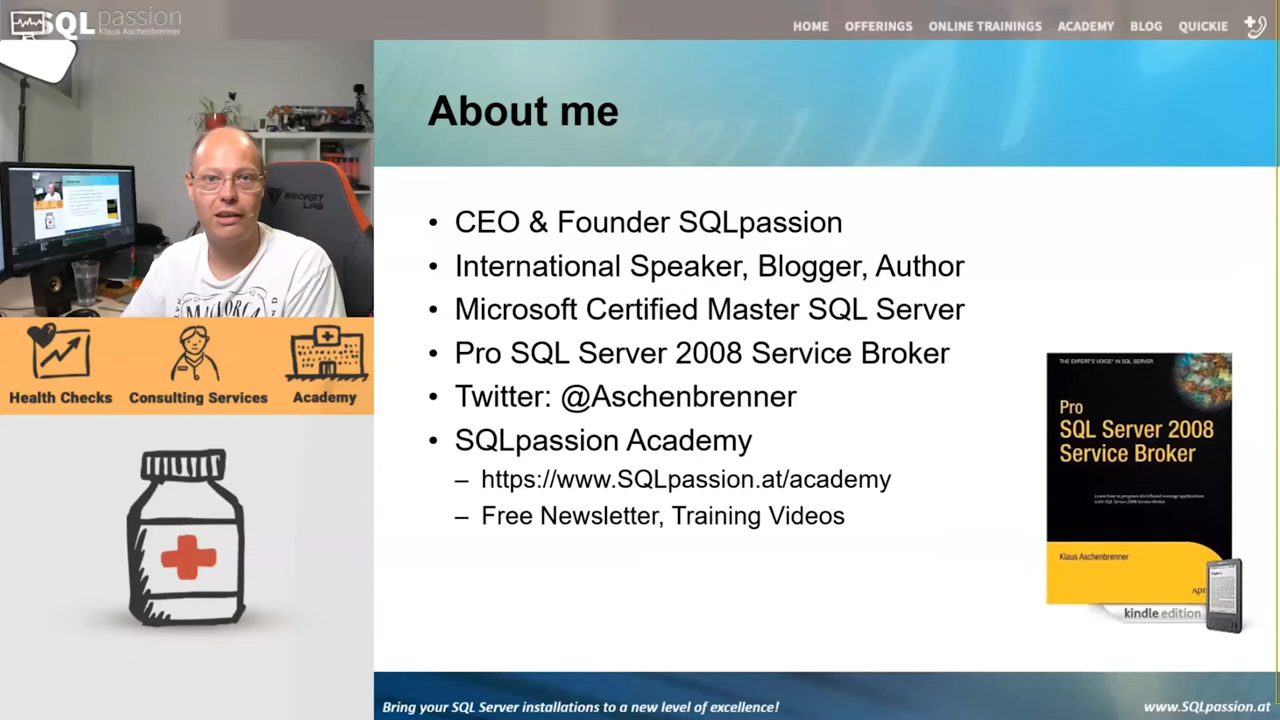 SQLpassion
Klaus Aschenbrenner
HOME OFFERINGS ONLINE TRAININGS ACADEMY BLOG QUICKIE
About me
• CEO & Founder SQLpassion
• International Speaker, Blogger, Author
• Microsoft Certified Master SQL Server
• Pro SQL Server 2008 Service Broker
• Twitter: @Aschenbrenner
• SQLpassion Academy
– https://www.SQLpassion.at/academy
– Free Newsletter, Training Videos
SECRET
LAB
MALLORCA
Health Checks Consulting Services Academy
THE EXPERT'S VOICE® IN SQL SERVER
Pro
SQL Server 2008
Service Broker
Klaus Aschenbrenner
kindle edition
Bring your SQL Server installations to a new level of excellence!
www.SQLpassion.at